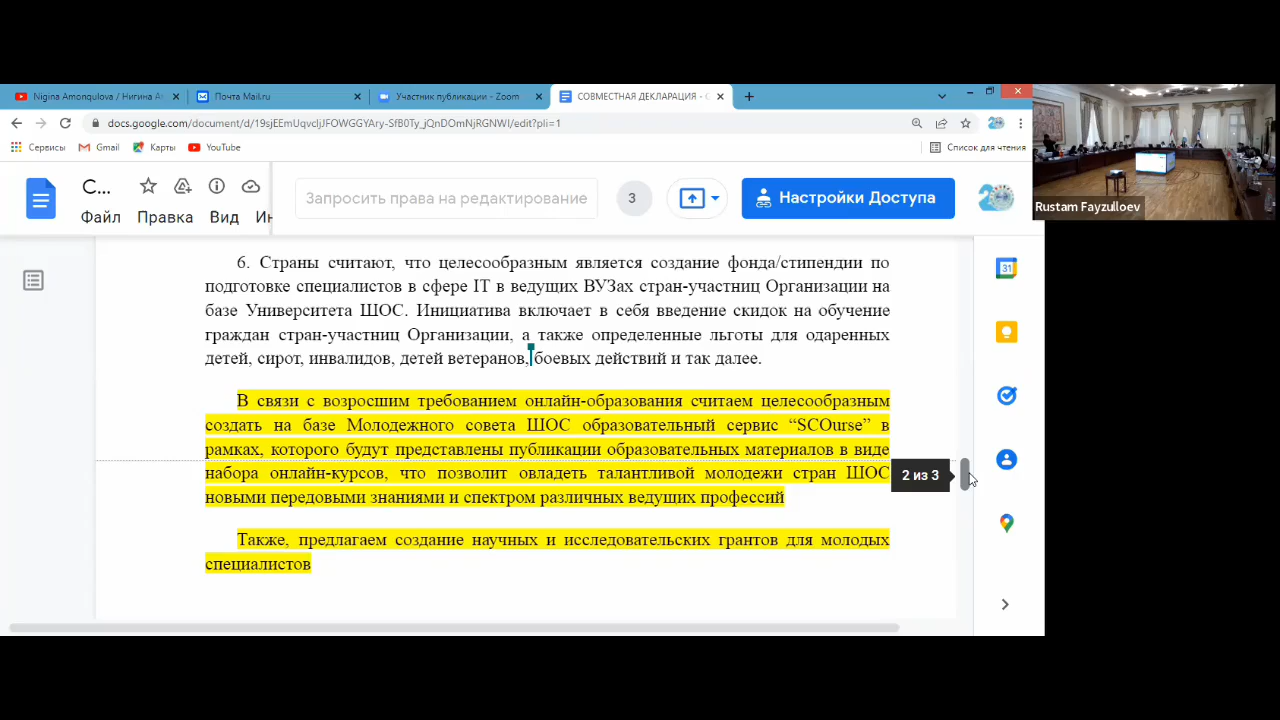 Nigina Amonqulova / Нигина А
Почта Mail.ru
Участник публикации - Zoom
СОВМЕСТНАЯ ДЕКЛАРАЦИЯ - С
docs.google.com/document/d/19sjEEmUqvcIjJFOWGGYAry-SfB0Ty_jQnDOmNjRGNWI/edit?pli=1
Сервисы
Gmail
Карты
YouTube
Список для чтения
С...
Запросить права на редактирование
3
Настройки Доступа
Файл Правка Вид Ин
Rustam Fayzulloev
31
6. Страны считают, что целесообразным является создание фонда/стипендии по
подготовке специалистов в сфере IT в ведущих ВУЗах стран-участниц Организации на
базе Университета ШОС. Инициатива включает в себя введение скидок на обучение
граждан стран-участниц Организации, а также определенные льготы для одаренных
детей, сирот, инвалидов, детей ветеранов, боевых действий и так далее.
В связи с возросшим требованием онлайн-образования считаем целесообразным
создать на базе Молодежного совета ШОС образовательный сервис “SCOurse” в
рамках, которого будут представлены публикации образовательных материалов в виде
набора онлайн-курсов, что позволит овладеть талантливой молодежи стран ШОС
новыми передовыми знаниями и спектром различных ведущих профессий
2 из 3
Также, предлагаем создание научных и исследовательских грантов для молодых
специалистов